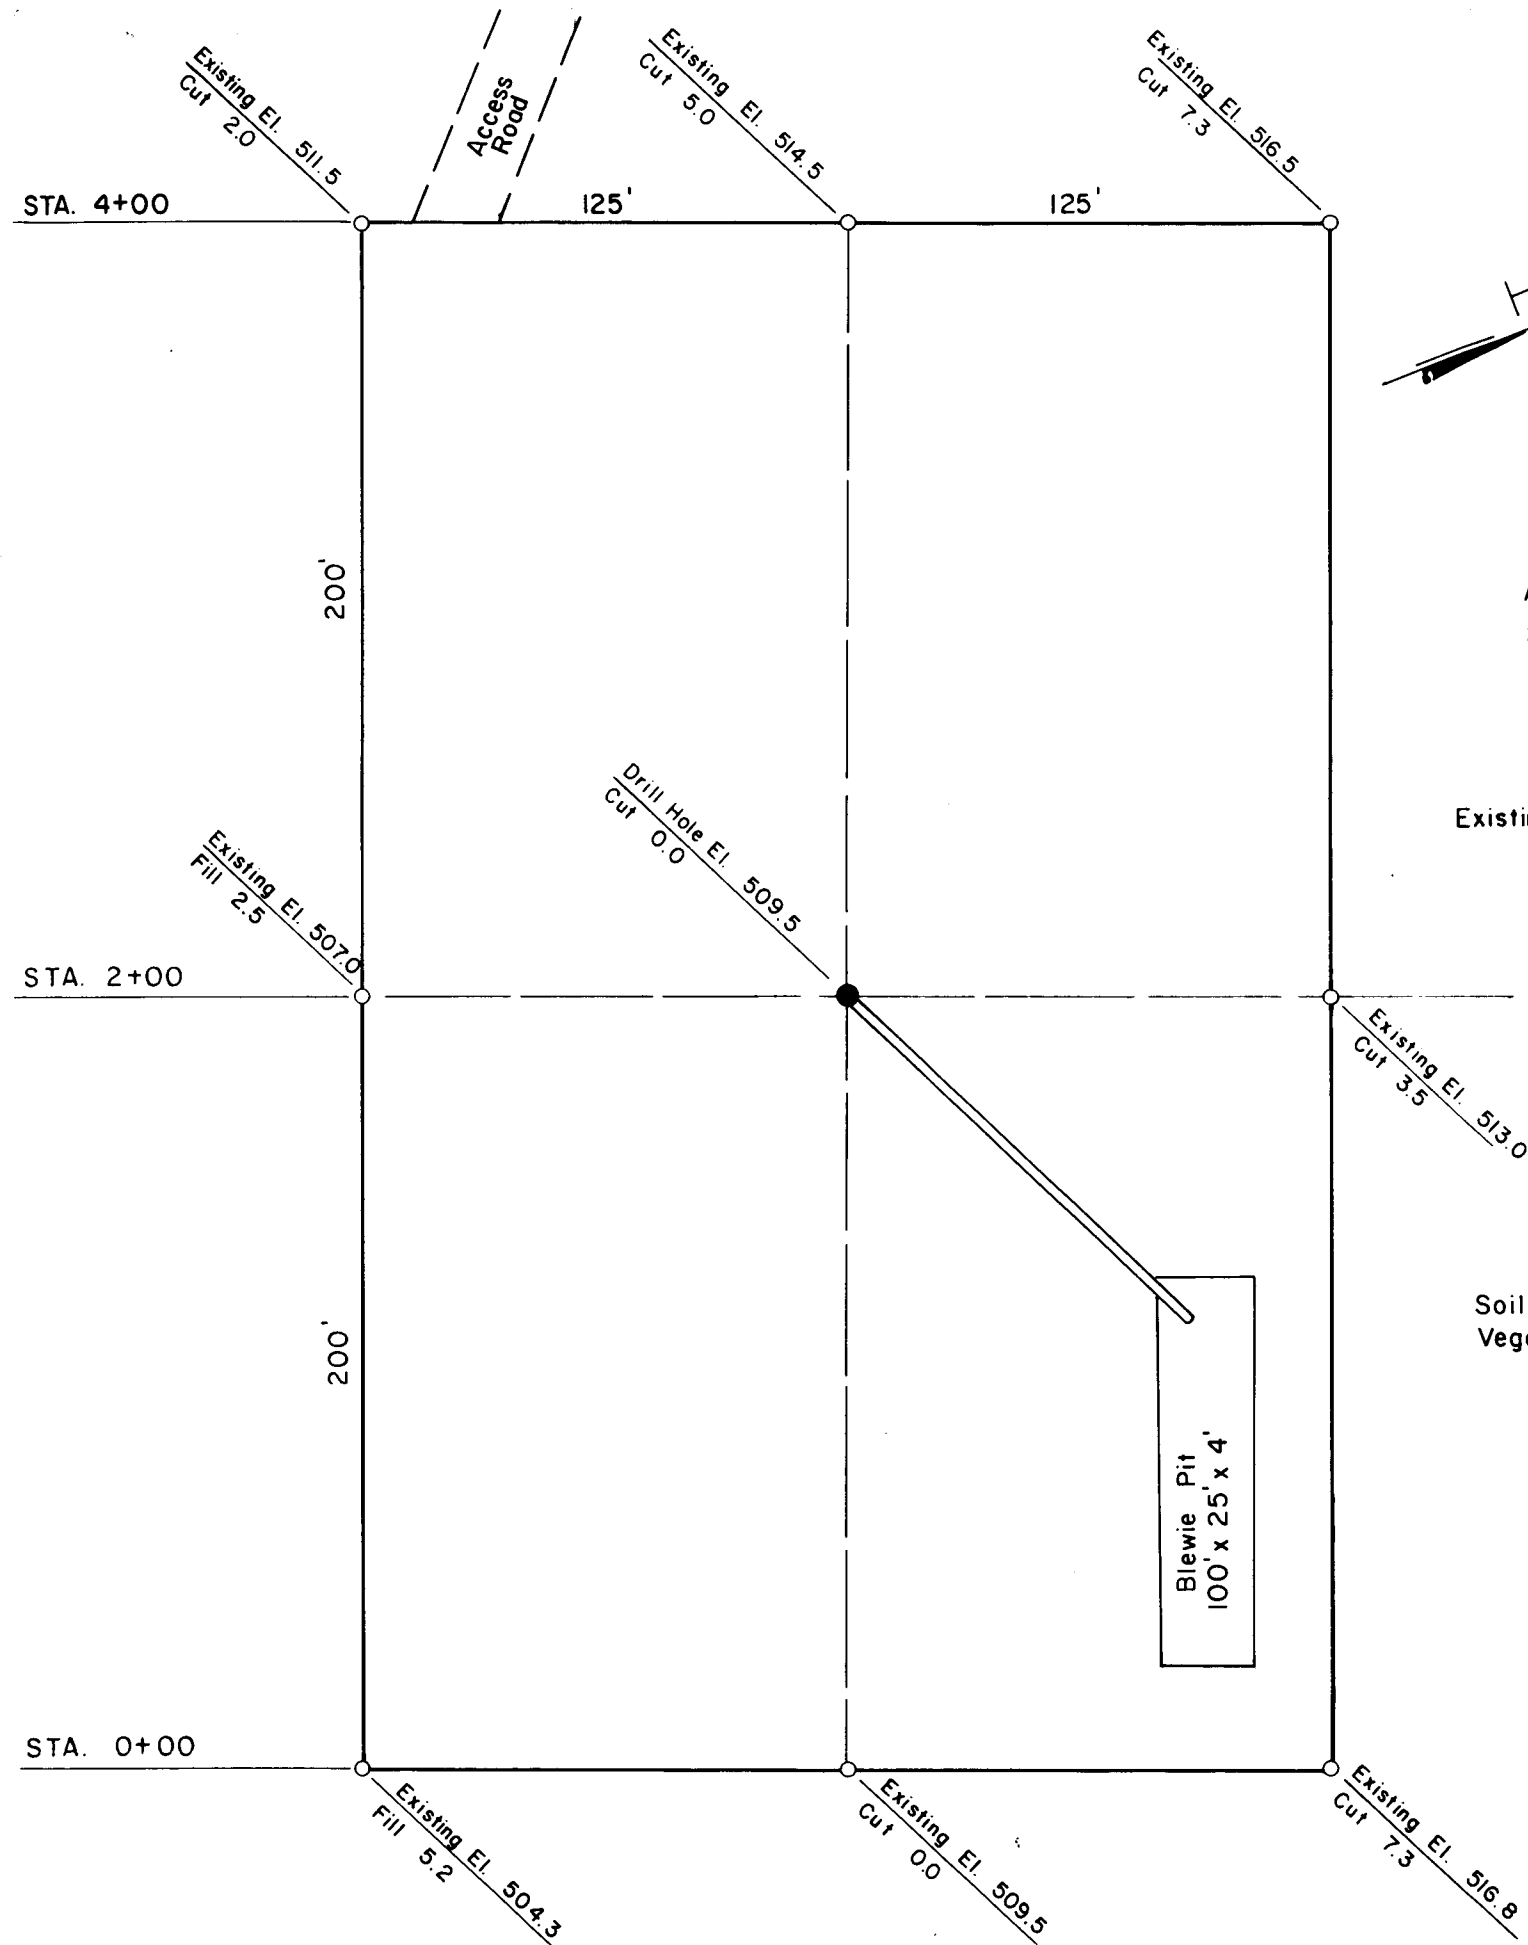 Existing El. 511.5
Cut 2.0
Access
Road
Existing El. 514.5
Cut 5.0
Existing El. 516.5
Cut 7.3
STA. 4+00
125'
125'
200'
Existing El. 507.0
Fill 2.5
Drill Hole El. 509.5
Cut 0.0
STA. 2+00
Existing El. 513.0
Cut 3.5
200'
Soil
Blewie Pit
100' x 25' x 4'
STA. 0+00
Existing El. 504.3
Fill 5.2
Existing El. 509.5
Cut 0.0
Existing El. 516.8
Cut 7.3